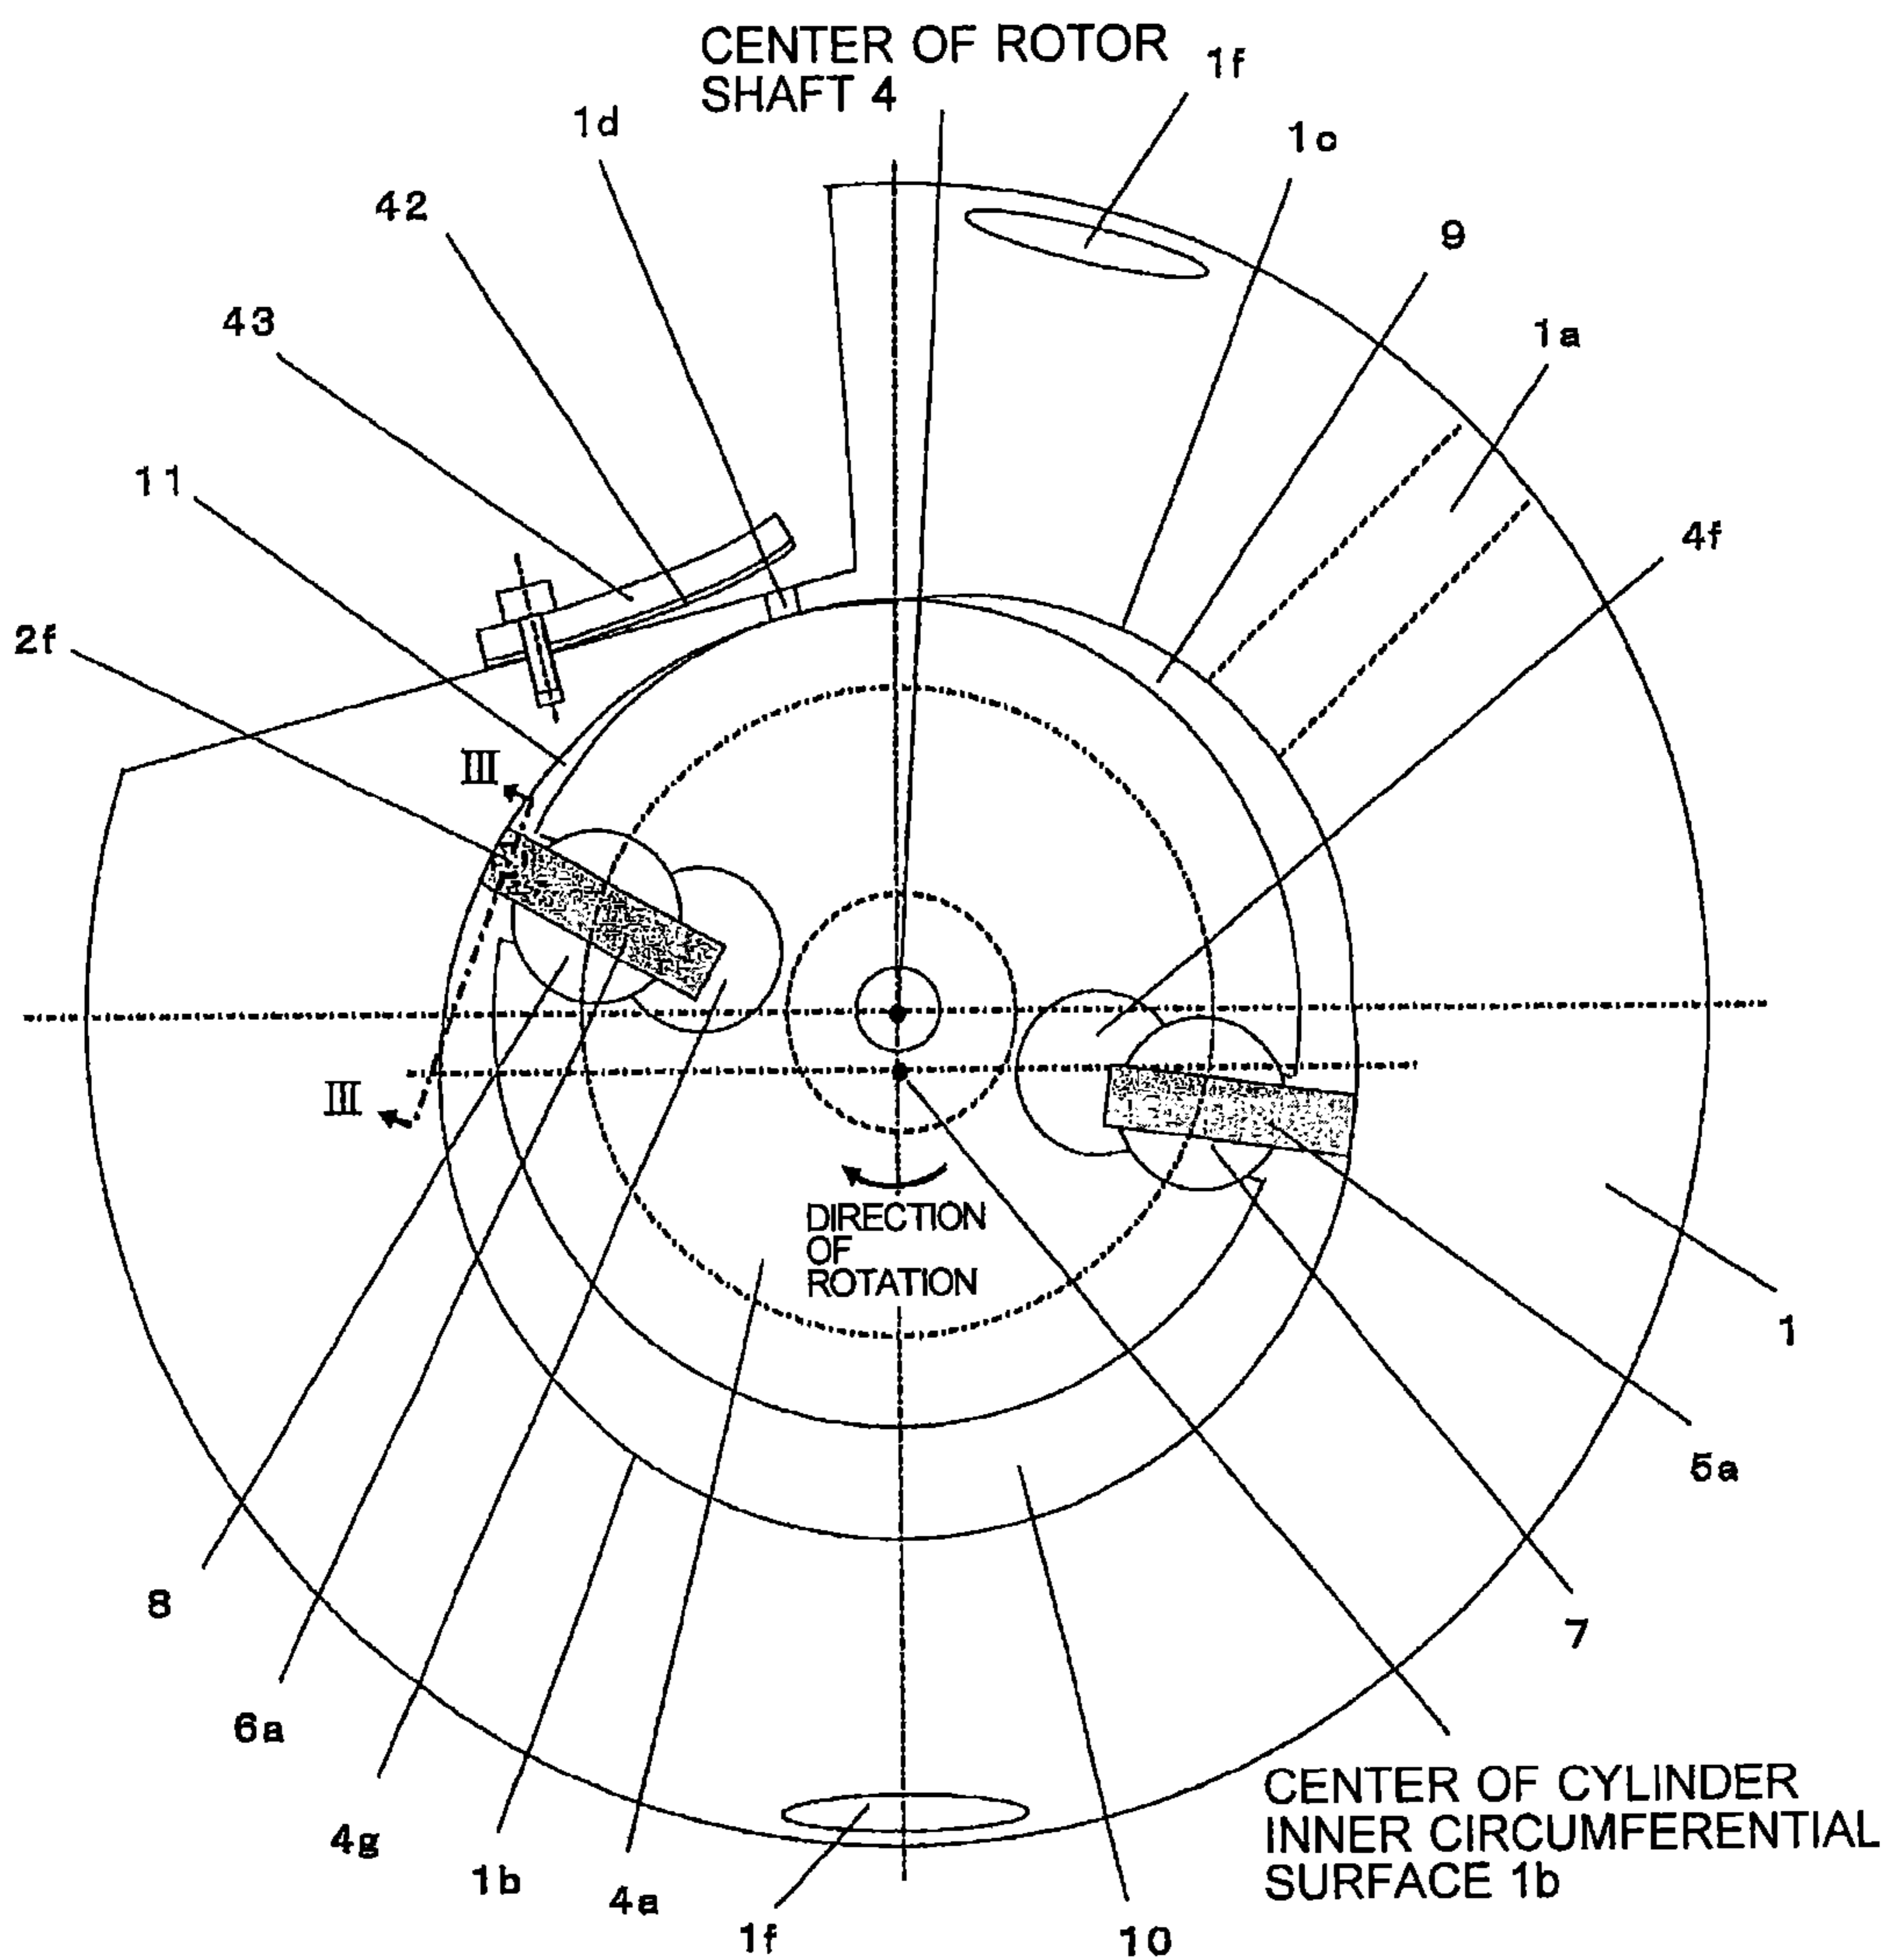 CENTER OF ROTOR
SHAFT 4
1f
1d
1c
42
9
43
1a
11
4f
2f
III
III
DIRECTION
OF
ROTATION
1
5a
8
7
6a
4g
1b
4a
1f
10
CENTER OF CYLINDER
INNER CIRCUMFERENTIAL
SURFACE 1b